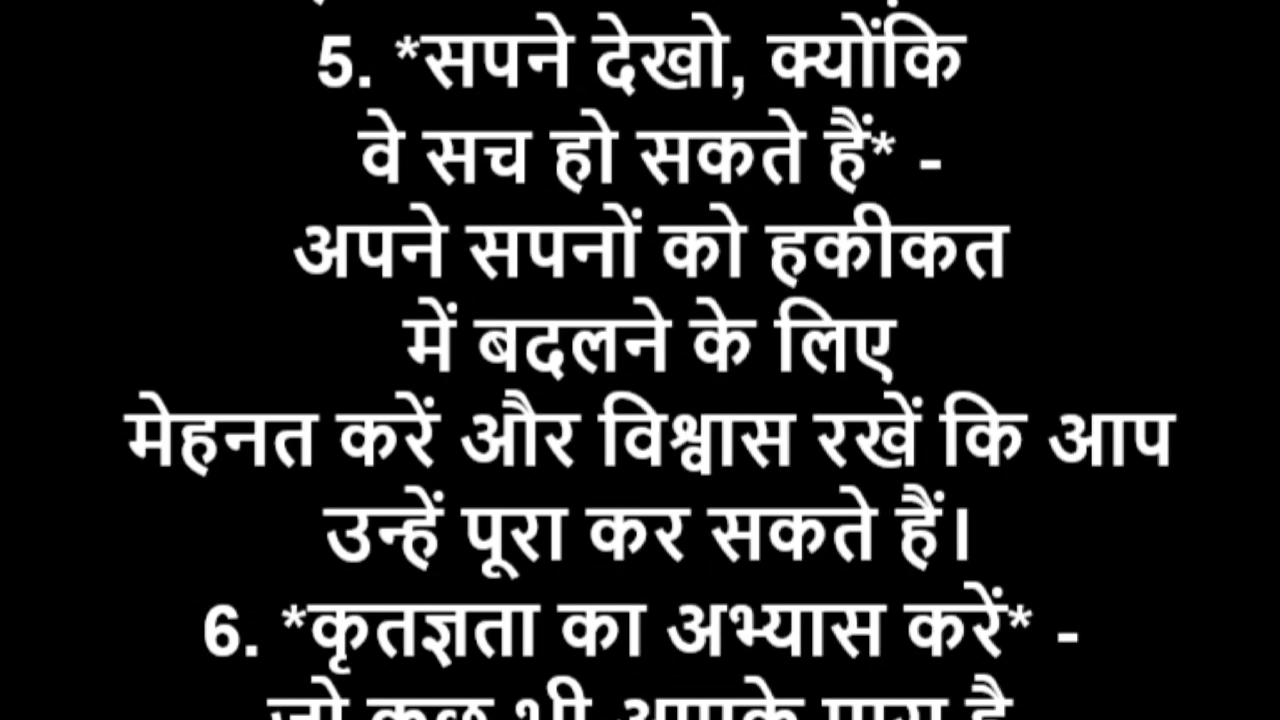 5. *सपने देखो, क्योंकि
वे सच हो सकते हैं* -
अपने सपनों को हकीकत
में बदलने के लिए
मेहनत करें और विश्वास रखें कि आप
उन्हें पूरा कर सकते हैं।
6. *कृतज्ञता का अभ्यास करें* -
जो कुछ भी आपके पास है